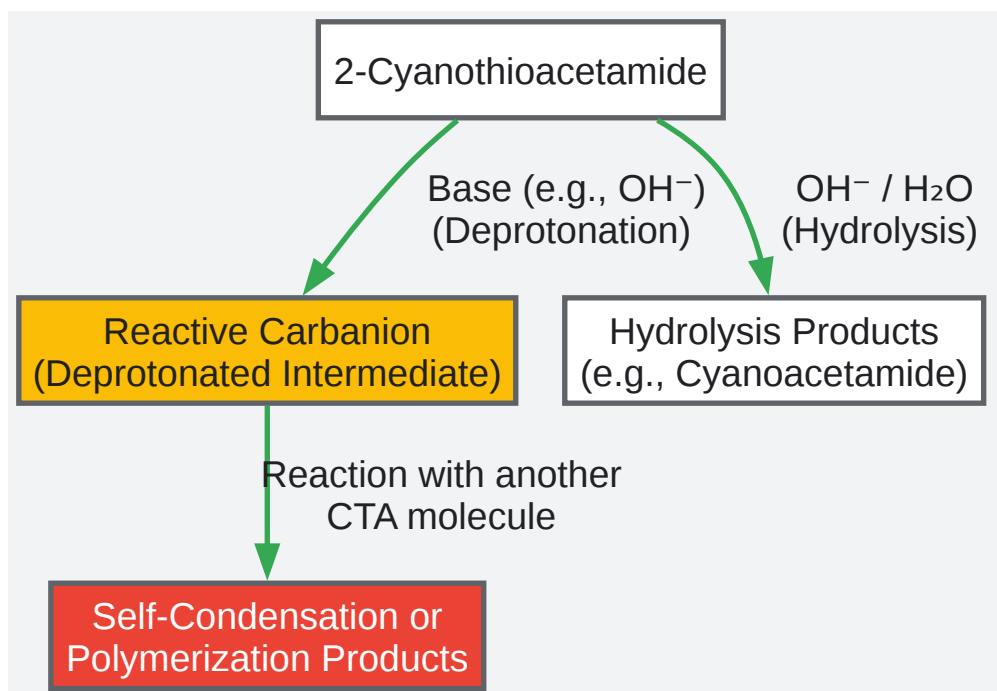 2-Cyanothioacetamide
Base (e.g., OH⁻)
(Deprotonation)
OH⁻ / H₂O
(Hydrolysis)
Reactive Carbanion
(Deprotonated Intermediate)
Hydrolysis Products
(e.g., Cyanoacetamide)
Reaction with another
CTA molecule
Self-Condensation or
Polymerization Products